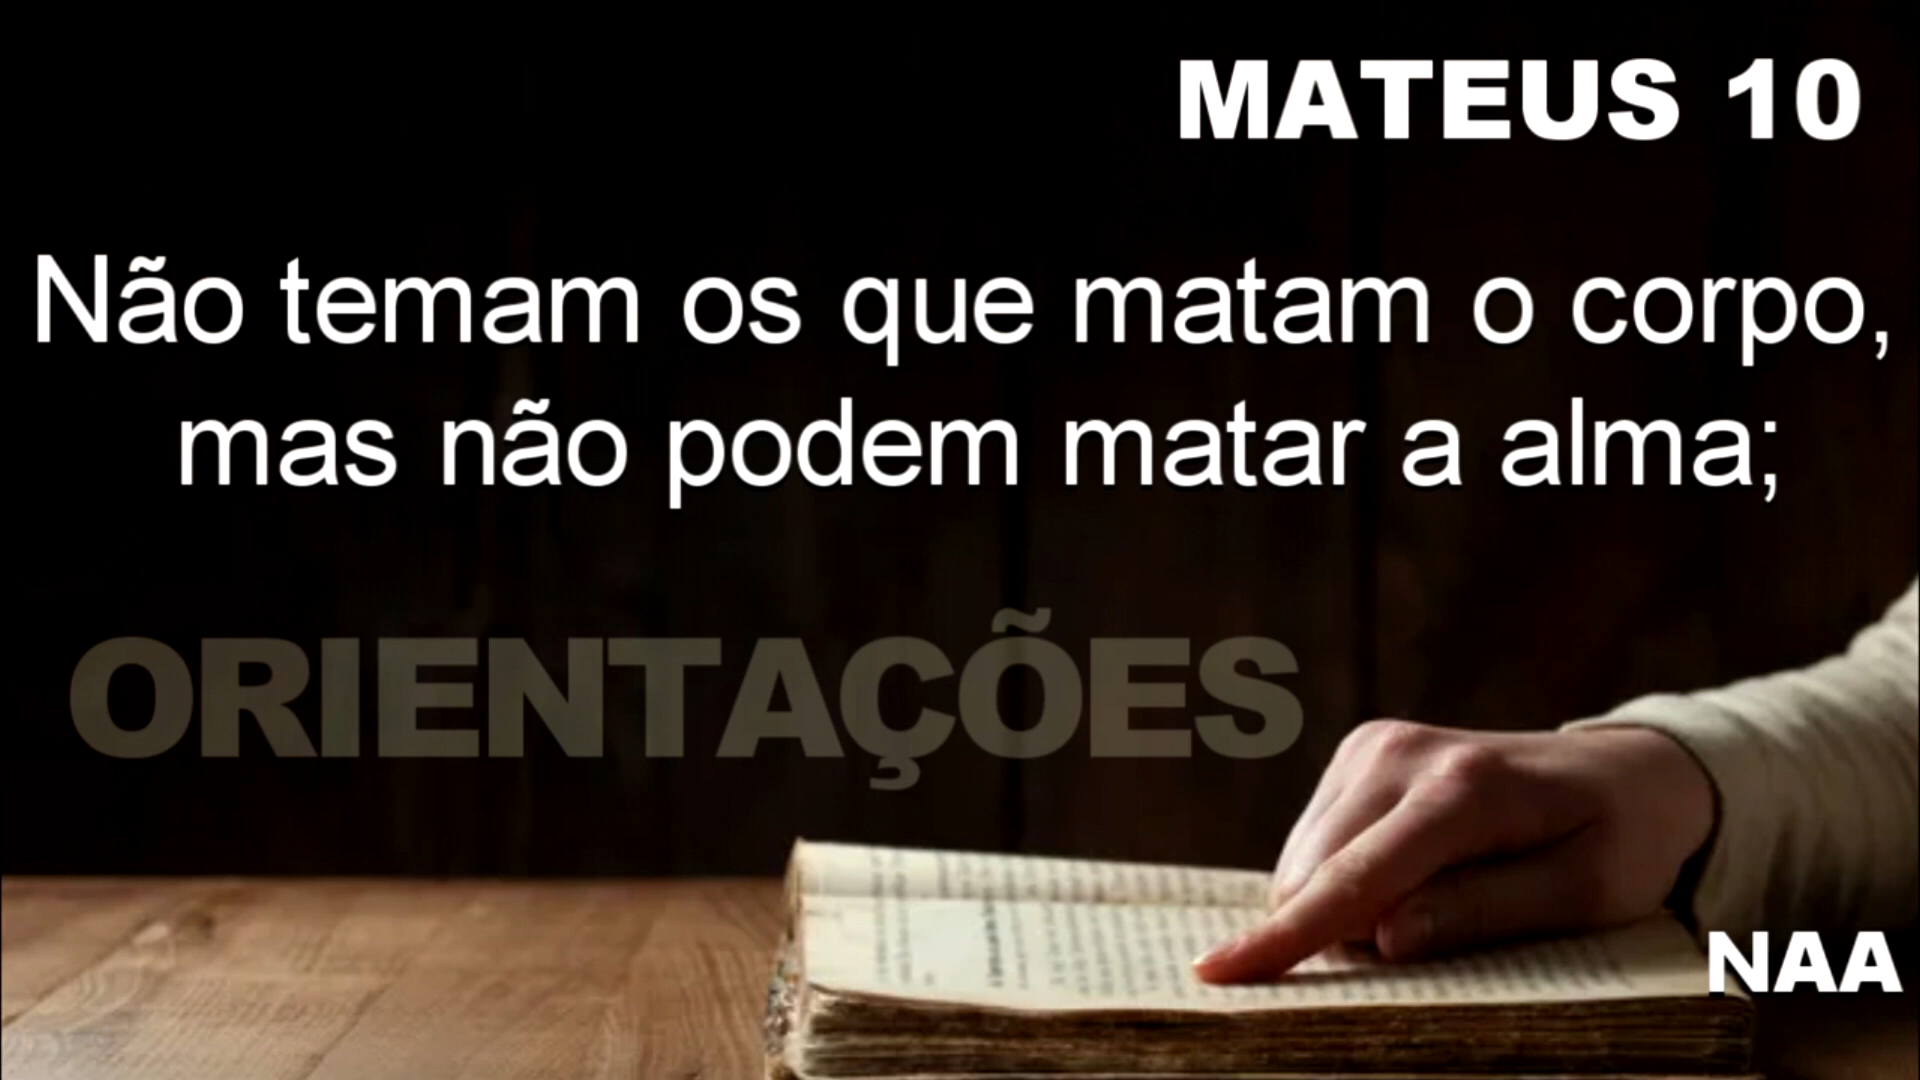 MATEUS 10
Não temam os que matam o corpo,
mas não podem matar a alma;
ORIENTAÇÕES
NAA